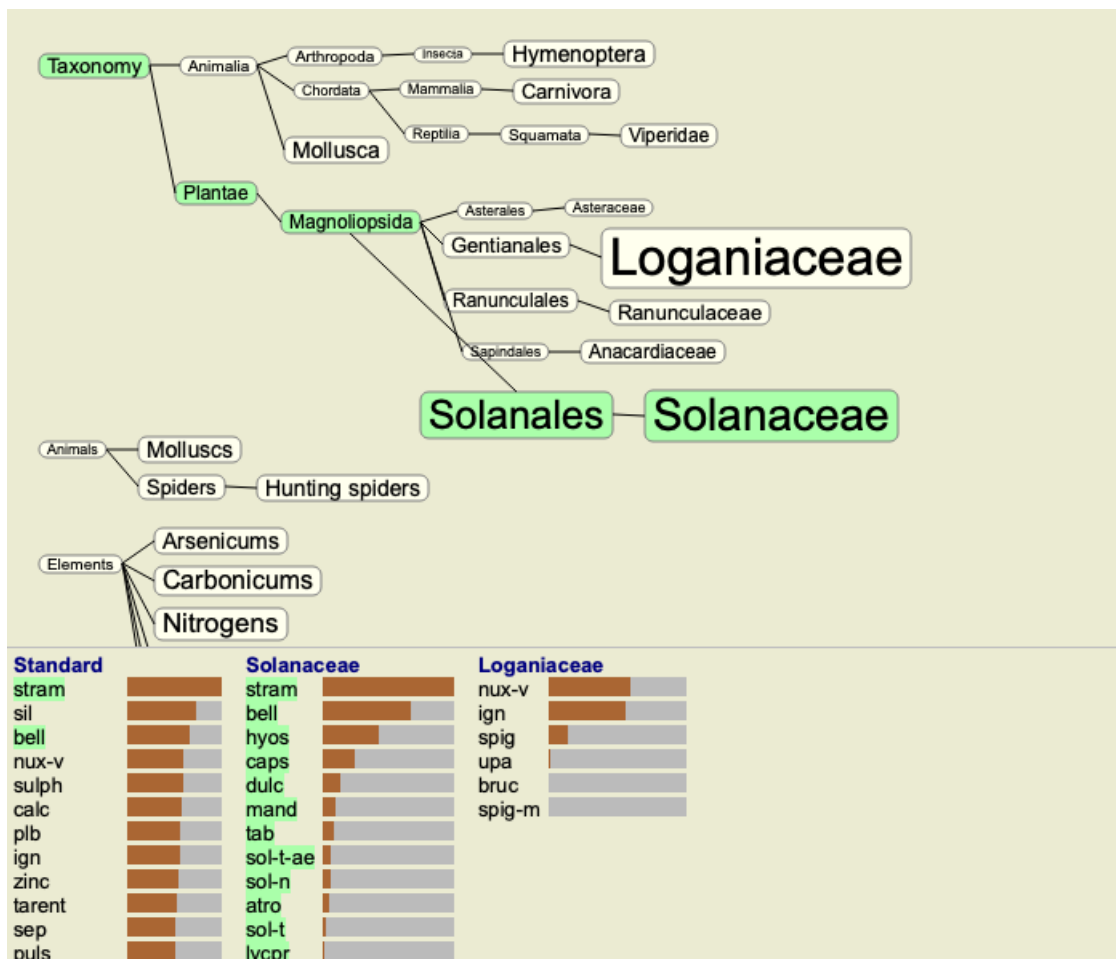 Taxonomy
Animalia
Arthropoda
Insecta
Hymenoptera
Chordata
Mammalia
Carnivora
Reptilia
Squamata
Viperidae
Mollusca
Plantae
Magnoliopsida
Asterales
Asteraceae
Gentianales
Loganiaceae
Ranunculales
Ranunculaceae
Sapindales
Anacardiaceae
Solanales
Solanaceae
Animals
Molluscs
Spiders
Hunting spiders
Elements
Arsenicums
Carbonicums
Nitrogens
Standard
stram
sil
bell
nux-v
sulph
calc
plb
ign
zinc
tarent
sep
puls
Solanaceae
stram
bell
hyos
caps
dulc
mand
tab
sol-t-ae
sol-n
atro
sol-t
lycpr
Loganiaceae
nux-v
ign
spig
upa
bruc
spig-m